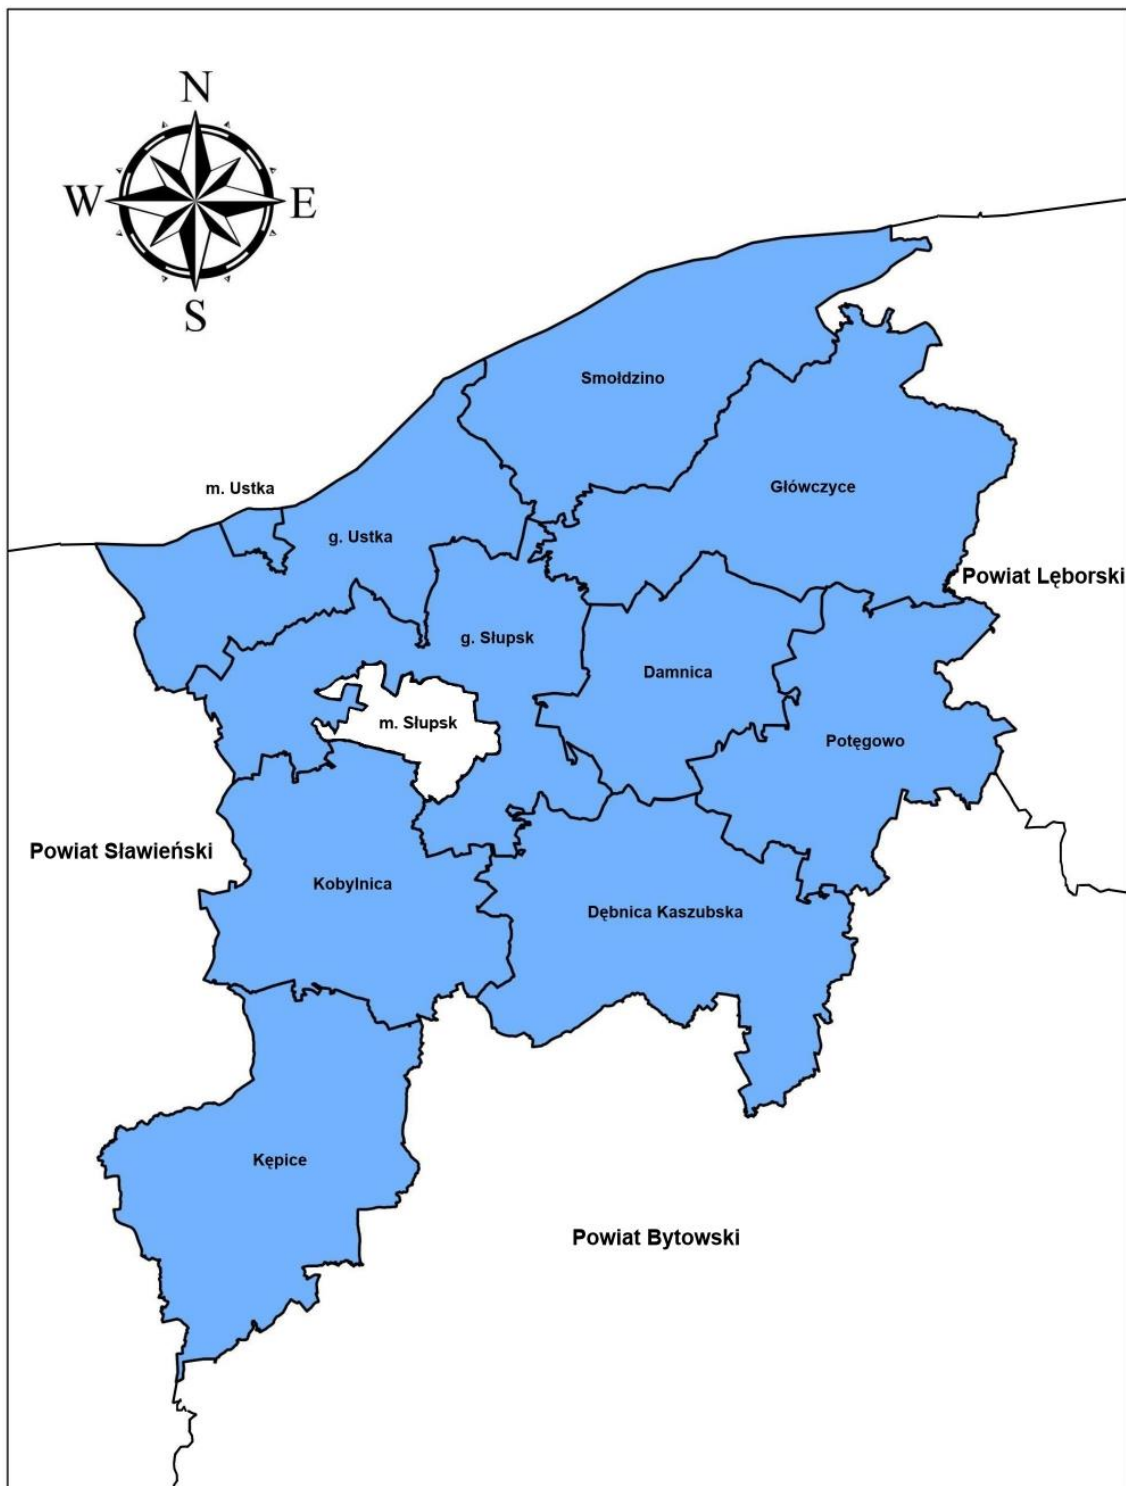 N
W
E
S
Smołdzino
m. Ustka
Główczyce
g. Ustka
Powiat Lęborski
g. Słupsk
Damnica
m. Słupsk
Potęgowo
Powiat Sławieński
Kobylnica
Dębnica Kaszubska
Kępice
Powiat Bytowski